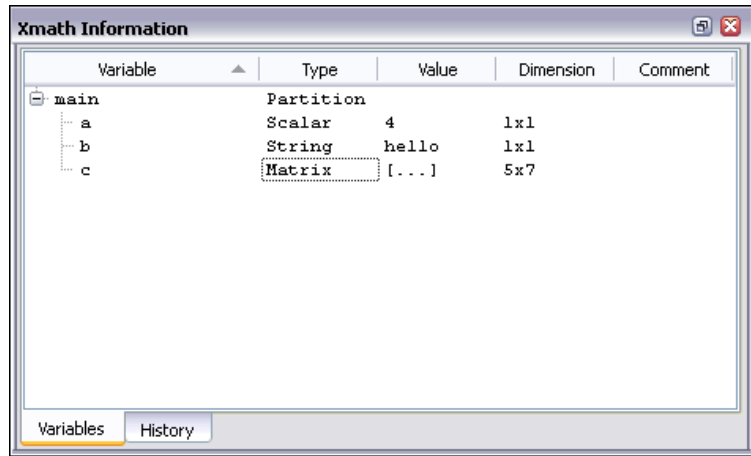 Xmath Information
Variable Type Value Dimension Comment
main Partition
a Scalar 4 1x1
b String hello 1x1
c Matrix [...] 5x7
Variables History